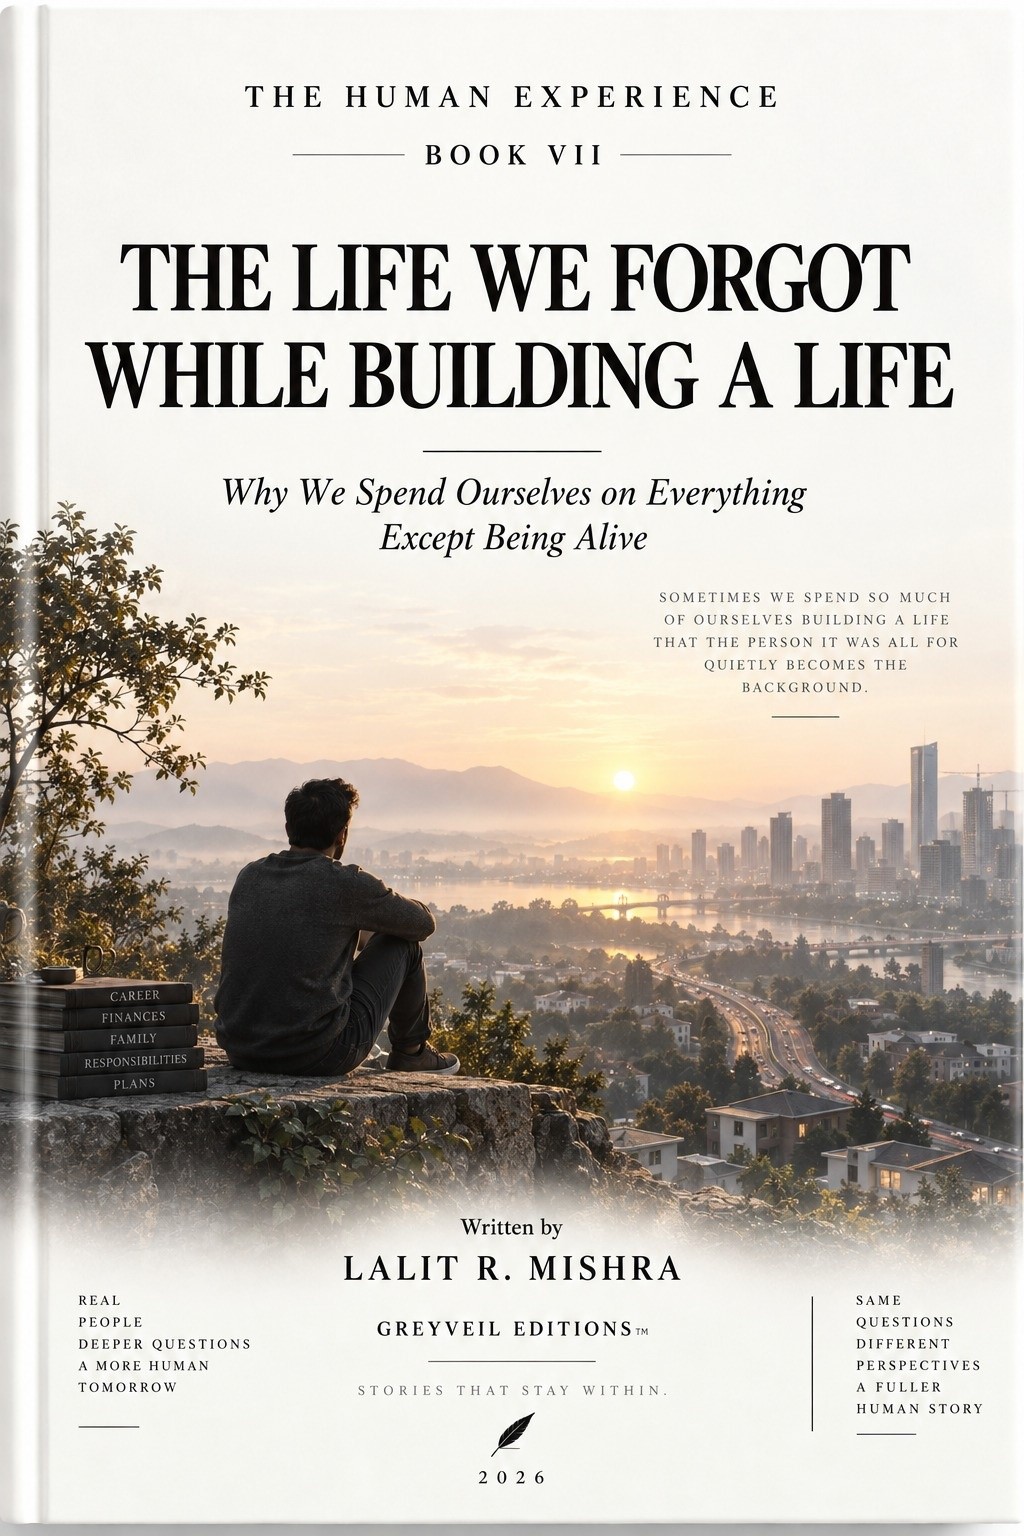 THE HUMAN EXPERIENCE
BOOK VII
THE LIFE WE FORGOT
WHILE BUILDING A LIFE
Why We Spend Ourselves on Everything
Except Being Alive
SOMETIMES WE SPEND SO MUCH
OF OURSELVES BUILDING A LIFE
THAT THE PERSON IT WAS ALL FOR
QUIETLY BECOMES THE
BACKGROUND.
CAREER
FINANCES
FAMILY
RESPONSIBILITIES
PLANS
Written by
LALIT R. MISHRA
REAL
PEOPLE
DEEPER QUESTIONS
A MORE HUMAN
TOMORROW
GREYVEIL EDITIONS™
STORIES THAT STAY WITHIN.
2026
SAME
QUESTIONS
DIFFERENT
PERSPECTIVES
A FULLER
HUMAN STORY